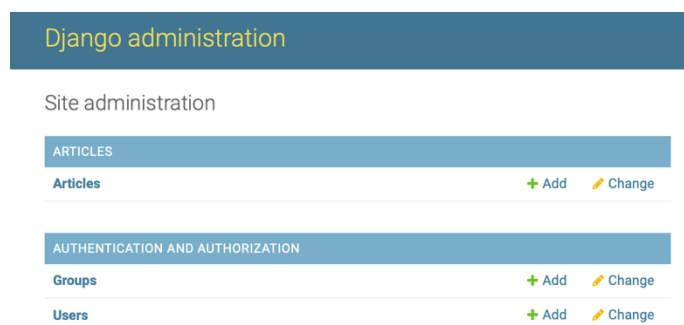 Django administration
Site administration
ARTICLES
Articles Add Change
AUTHENTICATION AND AUTHORIZATION
Groups Add Change
Users Add Change